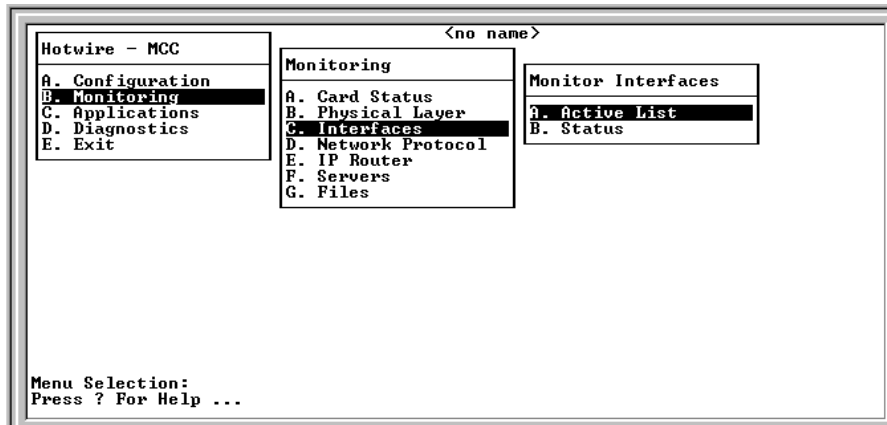 <no name>
Hotwire - MCC
A. Configuration
B. Monitoring
C. Applications
D. Diagnostics
E. Exit
Monitoring
A. Card Status
B. Physical Layer
C. Interfaces
D. Network Protocol
E. IP Router
F. Servers
G. Files
Monitor Interfaces
A. Active List
B. Status
Menu Selection:
Press ? For Help ...